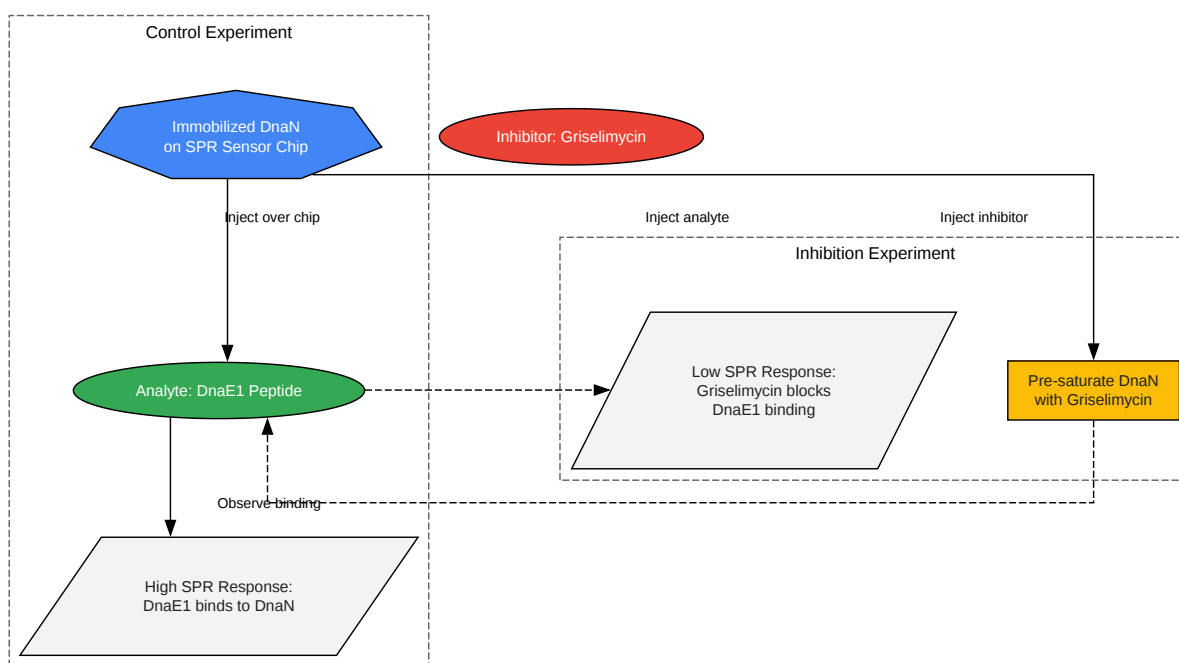 Control Experiment
Immobilized DnaN
on SPR Sensor Chip
Inhibitor: Griselimycin
Inject over chip
Inject analyte
Inject inhibitor
Inhibition Experiment
Low SPR Response:
Griselimycin blocks
DnaE1 binding
Pre-saturate DnaN
with Griselimycin
Analyte: DnaE1 Peptide
Observe binding
High SPR Response:
DnaE1 binds to DnaN